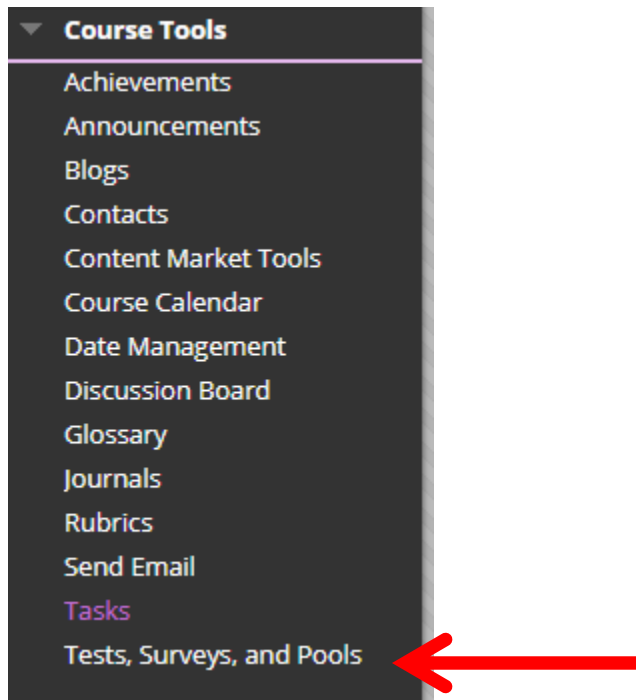 Course Tools
Achievements
Announcements
Blogs
Contacts
Content Market Tools
Course Calendar
Date Management
Discussion Board
Glossary
Journals
Rubrics
Send Email
Tasks
Tests, Surveys, and Pools